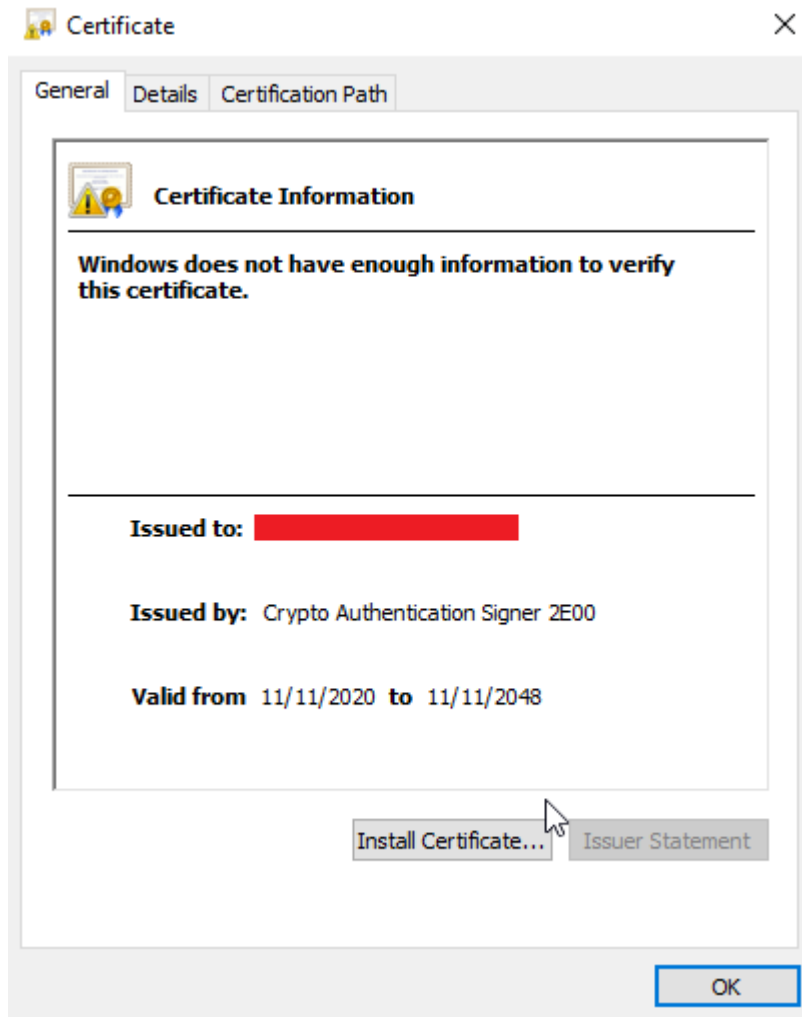 Certificate
General Details Certification Path
Certificate Information
Windows does not have enough information to verify
this certificate.
Issued to:
Issued by: Crypto Authentication Signer 2E00
Valid from 11/11/2020 to 11/11/2048
Install Certificate... Issuer Statement
OK